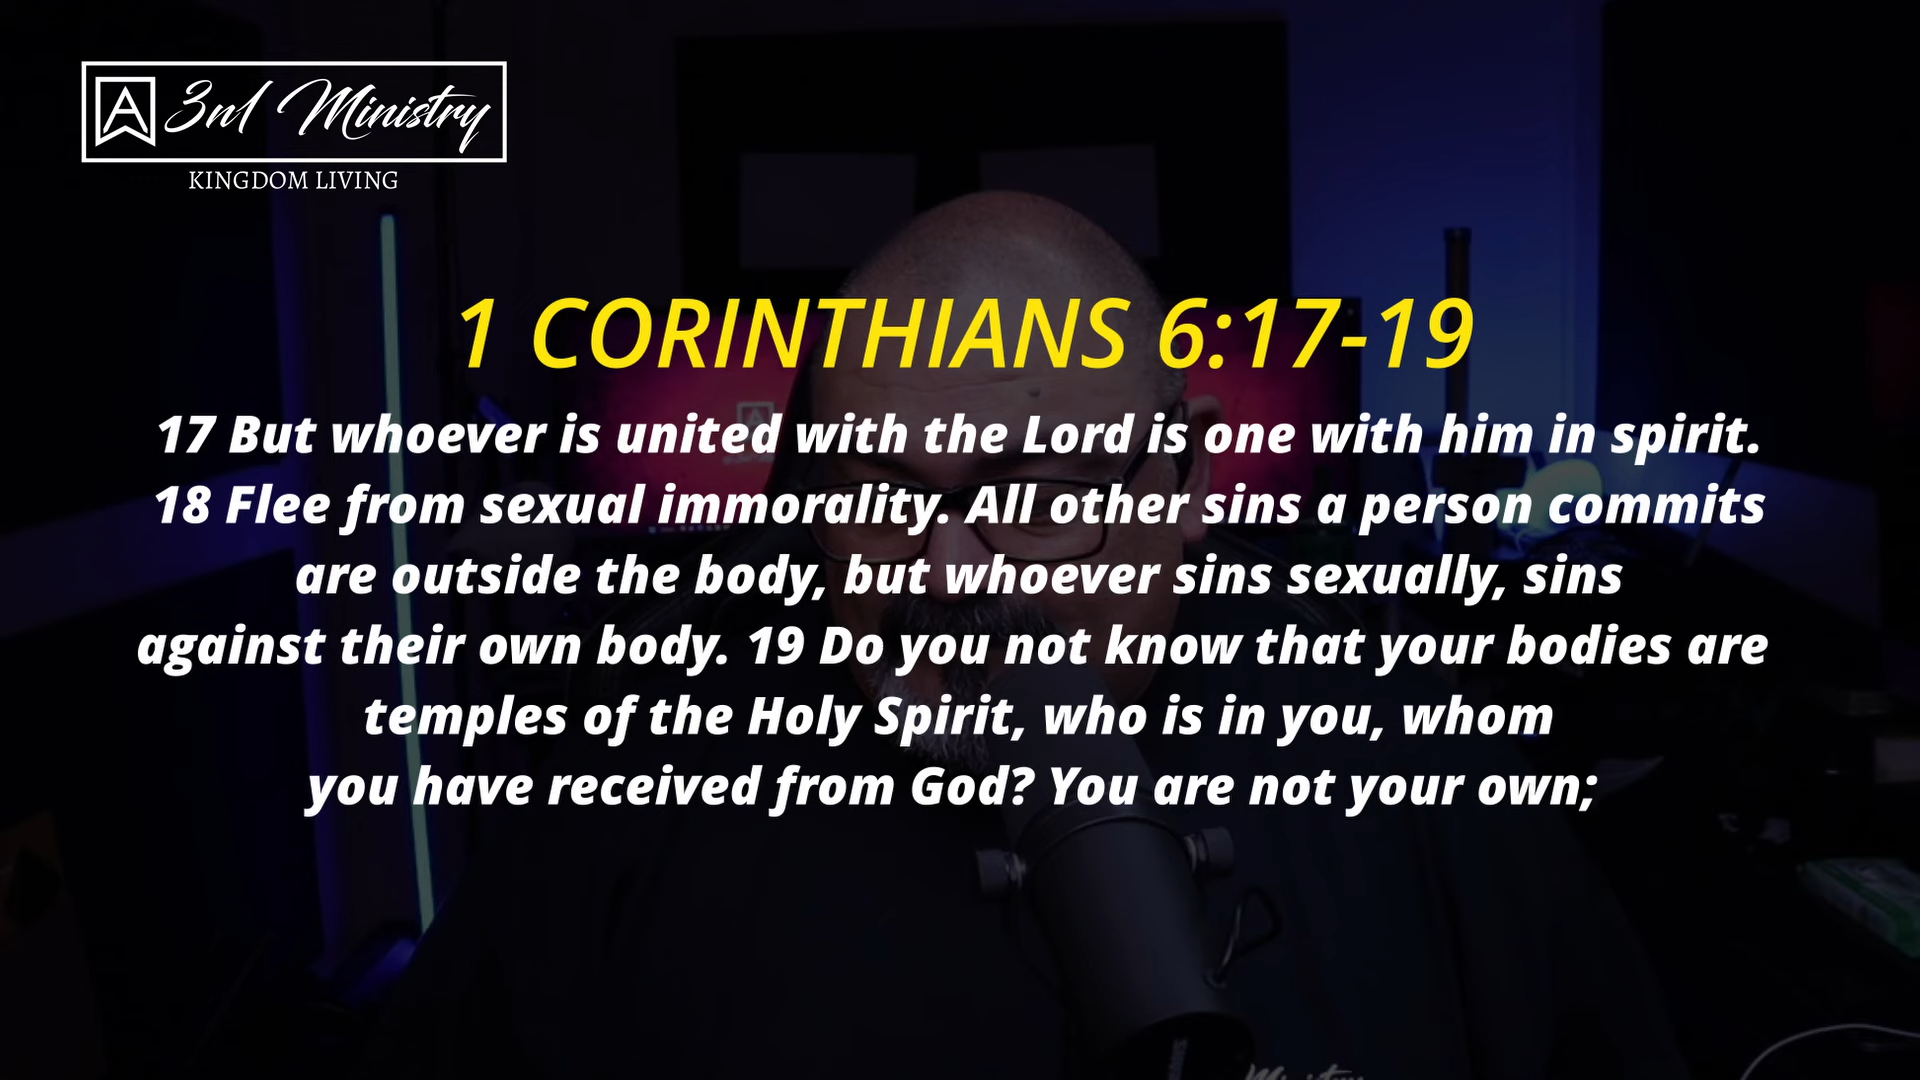 A 3n1 Ministry
KINGDOM LIVING
1 CORINTHIANS 6:17-19
17 But whoever is united with the Lord is one with him in spirit.
18 Flee from sexual immorality. All other sins a person commits
are outside the body, but whoever sins sexually, sins
against their own body. 19 Do you not know that your bodies are
temples of the Holy Spirit, who is in you, whom
you have received from God? You are not your own;
Ministry